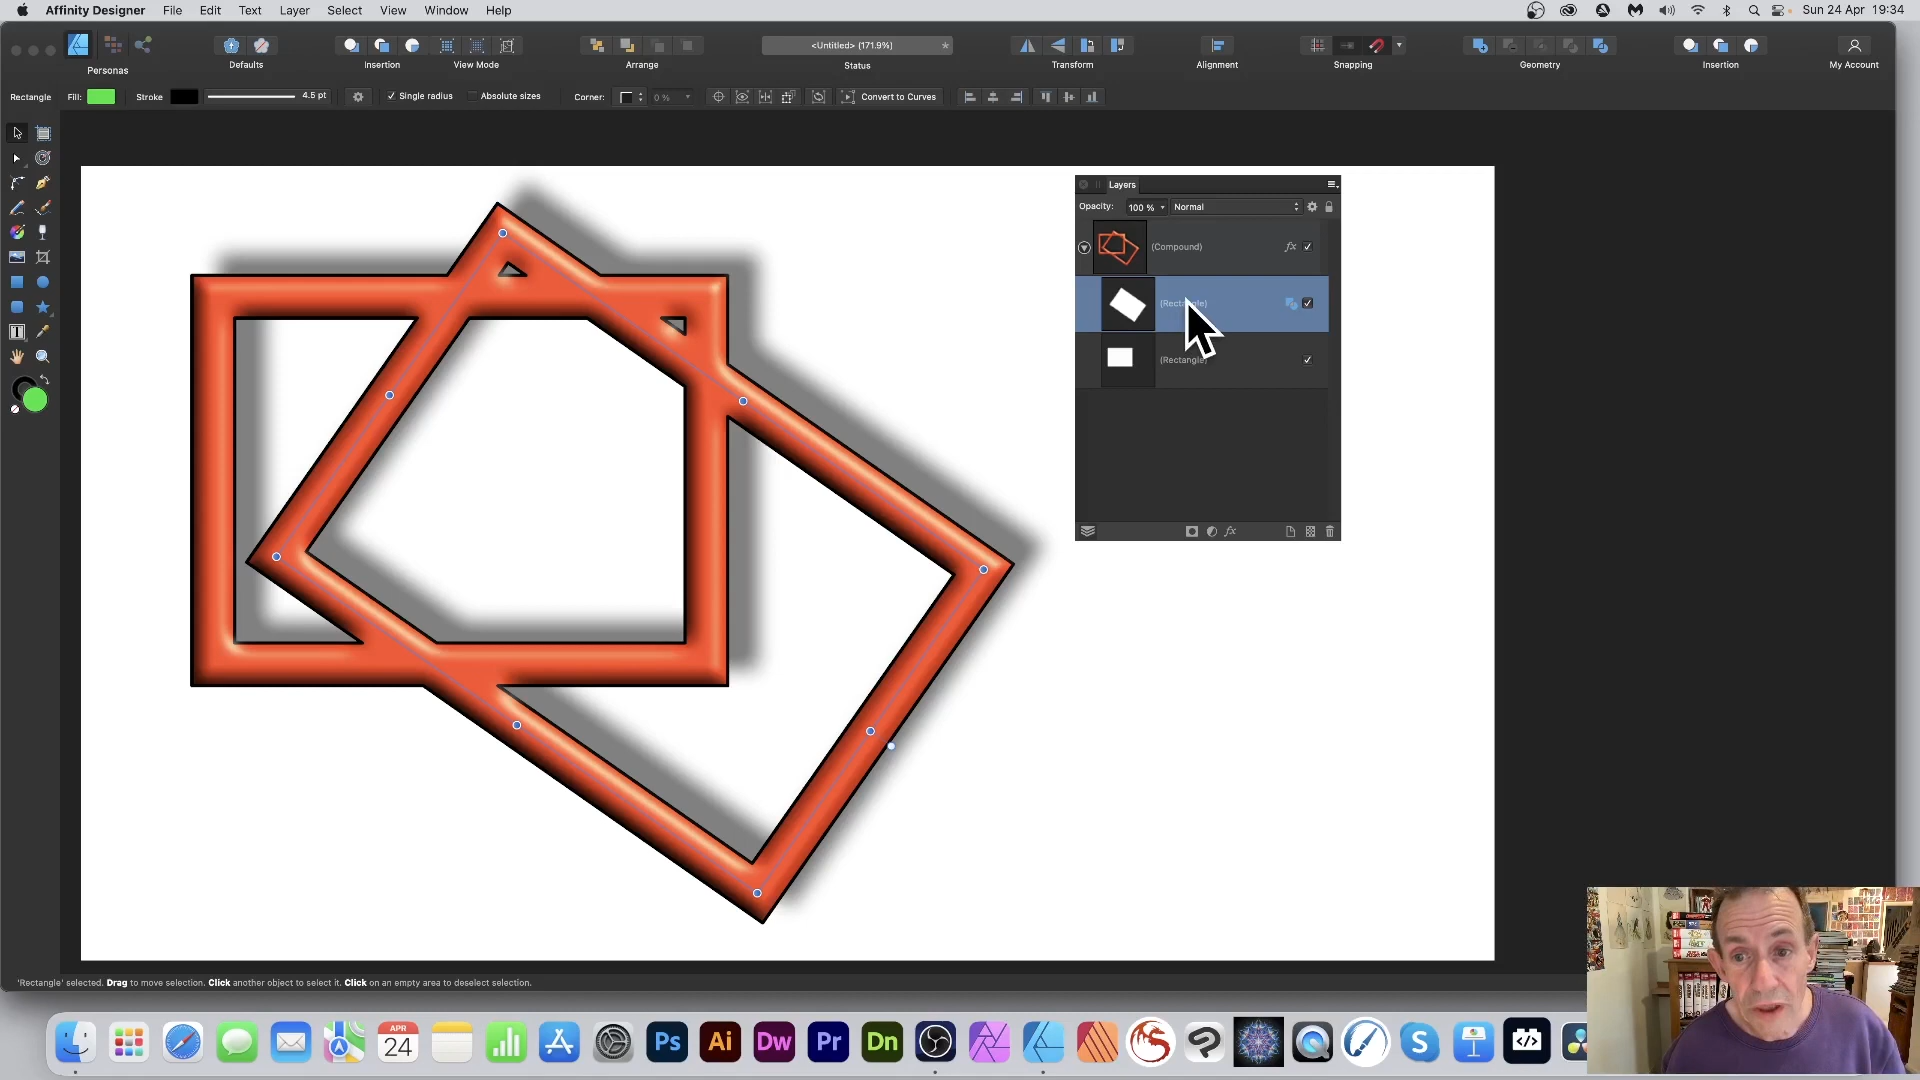 Affinity Designer File Edit Text Layer Select View Window Help Sun 24 Apr 19:34
<Untitled> (171.9%)
Personas Defaults Insertion View Mode Arrange Status Transform Alignment Snapping Geometry Insertion My Account
Rectangle Fill: Stroke 4.5 pt Single radius Absolute sizes Corner: 0 % Convert to Curves
Layers
Opacity: 100 % Normal
(Compound) fx
(Rectangle)
(Rectangle)
fx
'Rectangle' selected. Drag to move selection. Click another object to select it. Click on an empty area to deselect selection.
APR
24
Ps Ai Dw Pr Dn